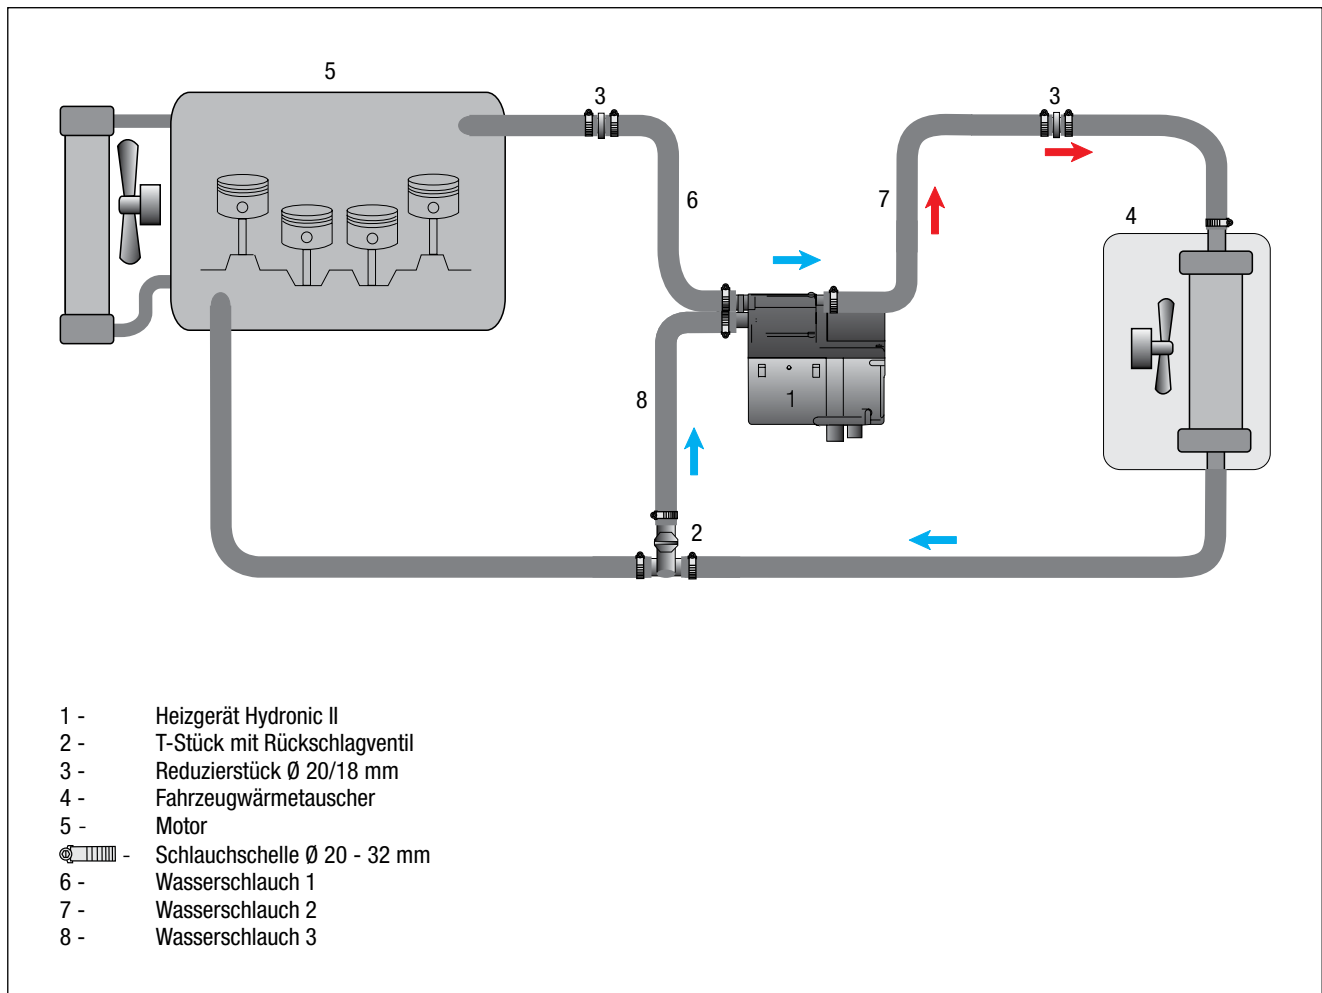 5
3
3
6
7
4
1
8
2
1 - Heizgerät Hydronic II
2 - T-Stück mit Rückschlagventil
3 - Reduzierstück Ø 20/18 mm
4 - Fahrzeugwärmetauscher
5 - Motor
- Schlauchschelle Ø 20 - 32 mm
6 - Wasserschlauch 1
7 - Wasserschlauch 2
8 - Wasserschlauch 3